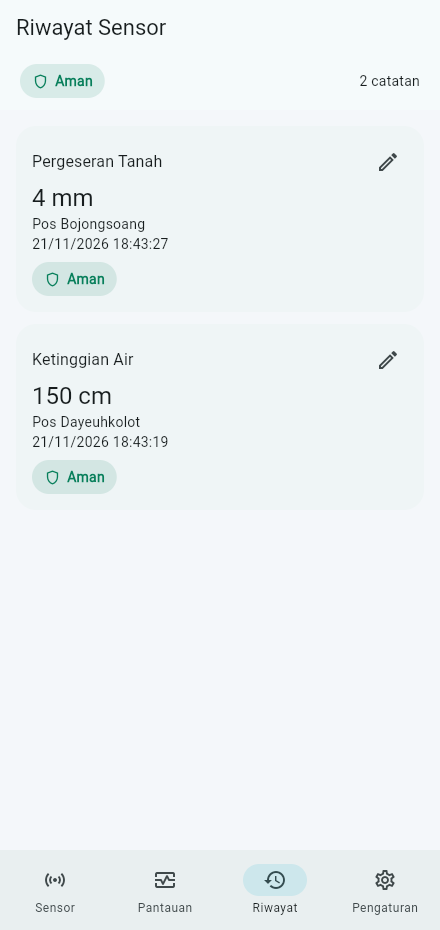 Riwayat Sensor
Aman
2 catatan
Pergeseran Tanah
4 mm
Pos Bojongsoang
21/11/2026 18:43:27
Aman
Ketinggian Air
150 cm
Pos Dayeuhkolot
21/11/2026 18:43:19
Aman
Sensor
Pantauan
Riwayat
Pengaturan